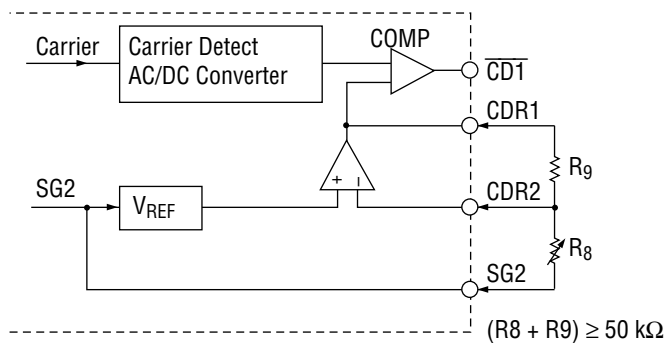 Carrier
Carrier Detect
AC/DC Converter
COMP
CD1
CDR1
R9
+ –
SG2
VREF
CDR2
R8
SG2
(R8 + R9) ≥ 50 kΩ